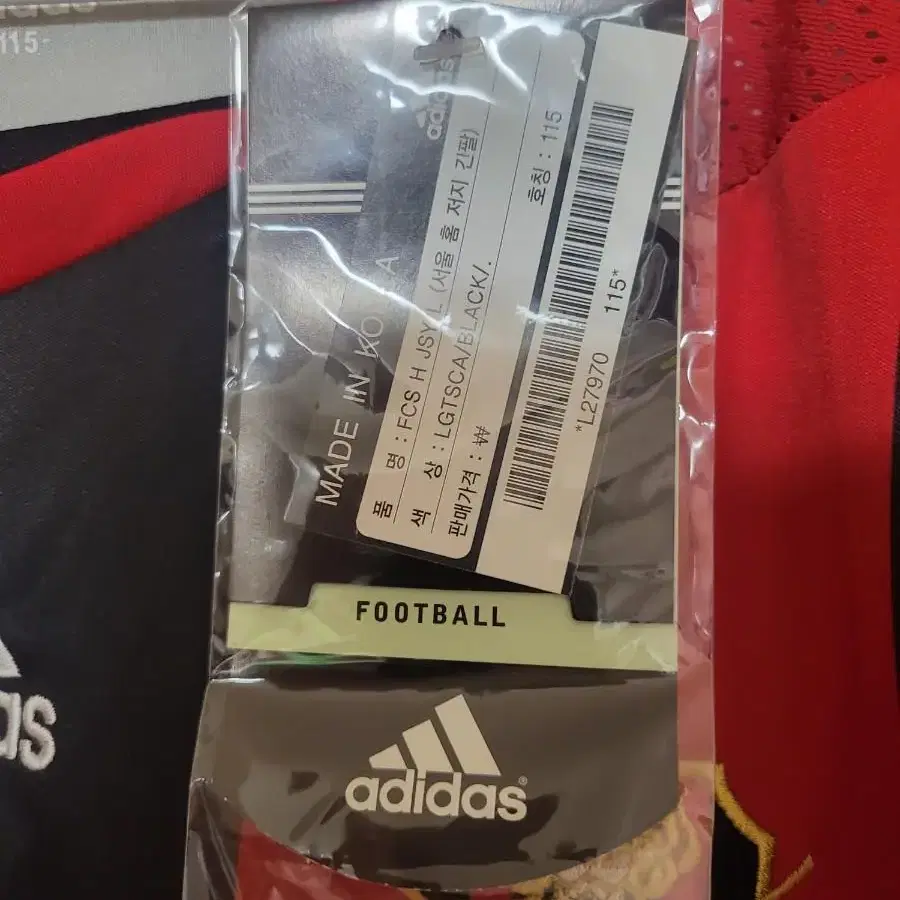 adidas
115-
adidas
MADE IN KOREA
품 명 : FCS H JSY L (서울 홈 저지 긴팔)
색 상 : LGTSCA/BLACK/.
호칭 : 115
판매가격 : ₩
*L27970 115*
FOOTBALL
adidas®
as